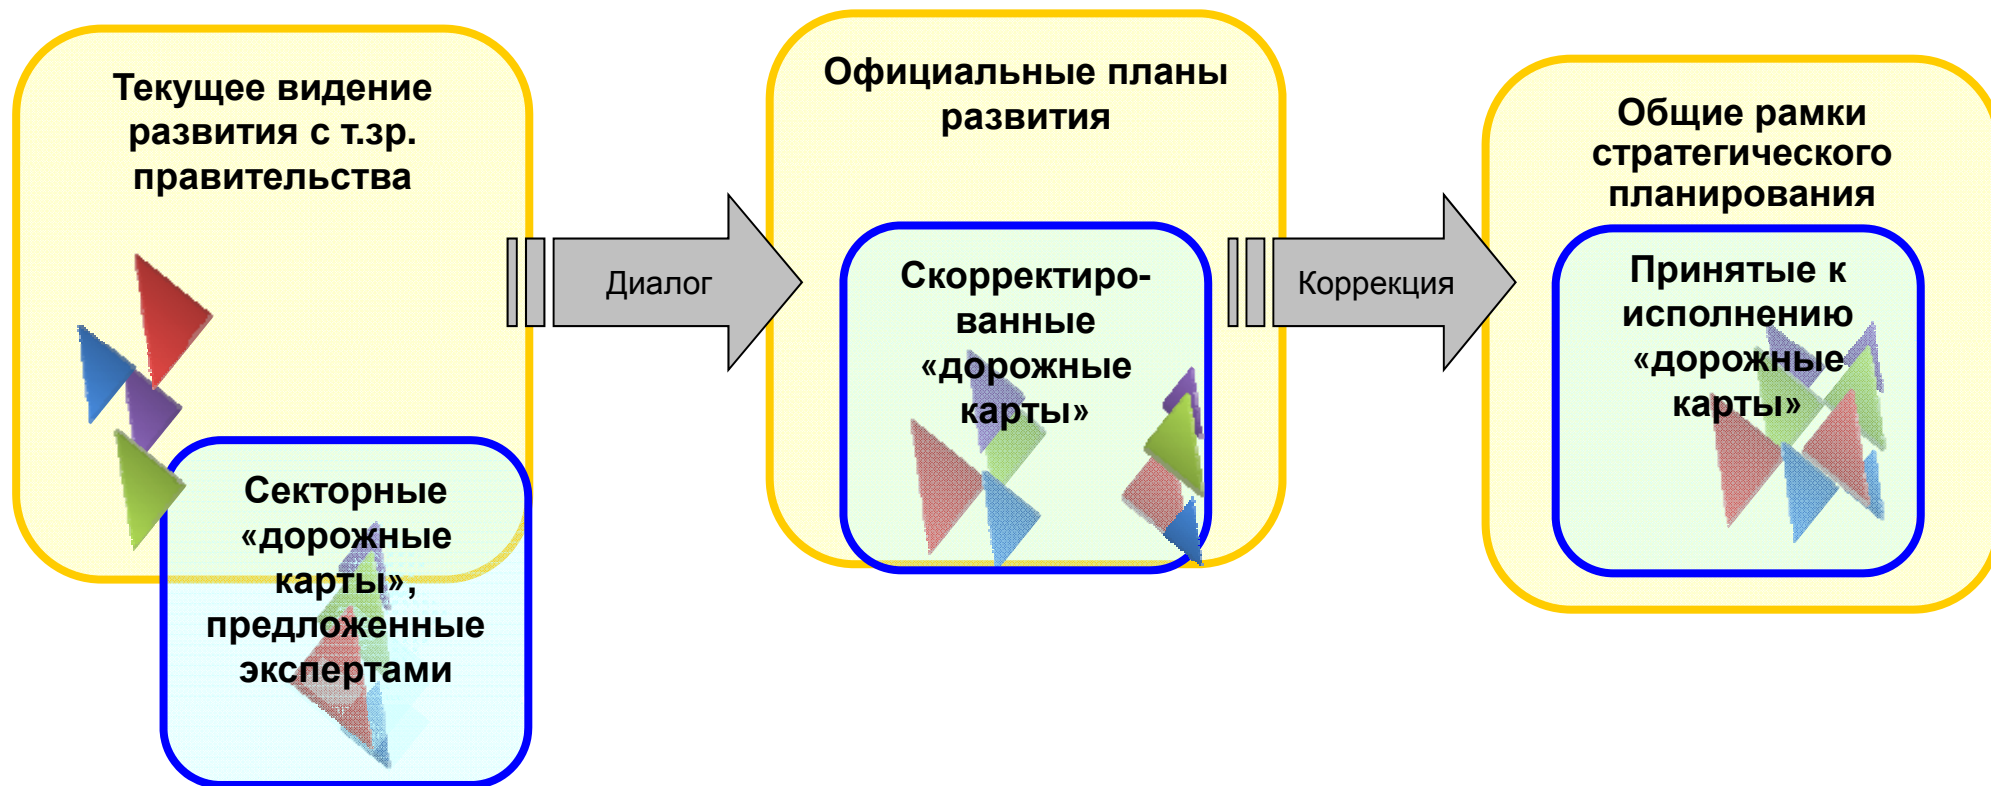 Текущее видение
развития с т.зр.
правительства
Секторные
«дорожные
карты»,
предложенные
экспертами
Диалог
Официальные планы
развития
Скорректиро-
ванные
«дорожные
карты»
Коррекция
Общие рамки
стратегического
планирования
Принятые к
исполнению
«дорожные
карты»